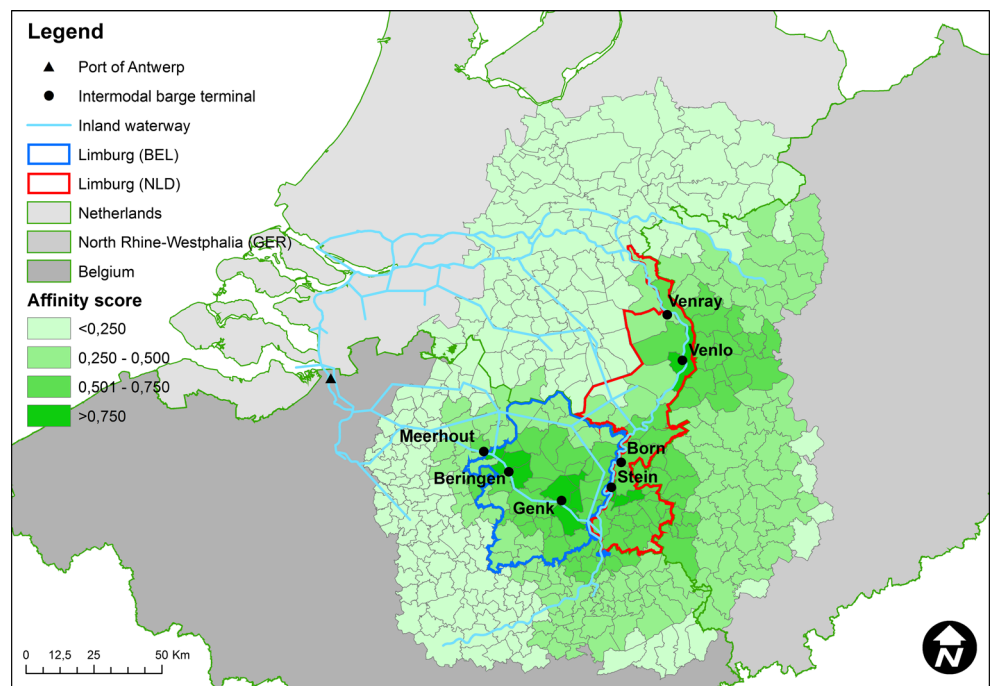 Legend
Port of Antwerp
Intermodal barge terminal
Inland waterway
Limburg (BEL)
Limburg (NLD)
Netherlands
North Rhine-Westphalia (GER)
Belgium
Affinity score
<0,250
0,250 - 0,500
0,501 - 0,750
>0,750
Venray
Venlo
Meerhout
Born
Beringen
Stein
Genk
0 12,5 25 50 Km
N